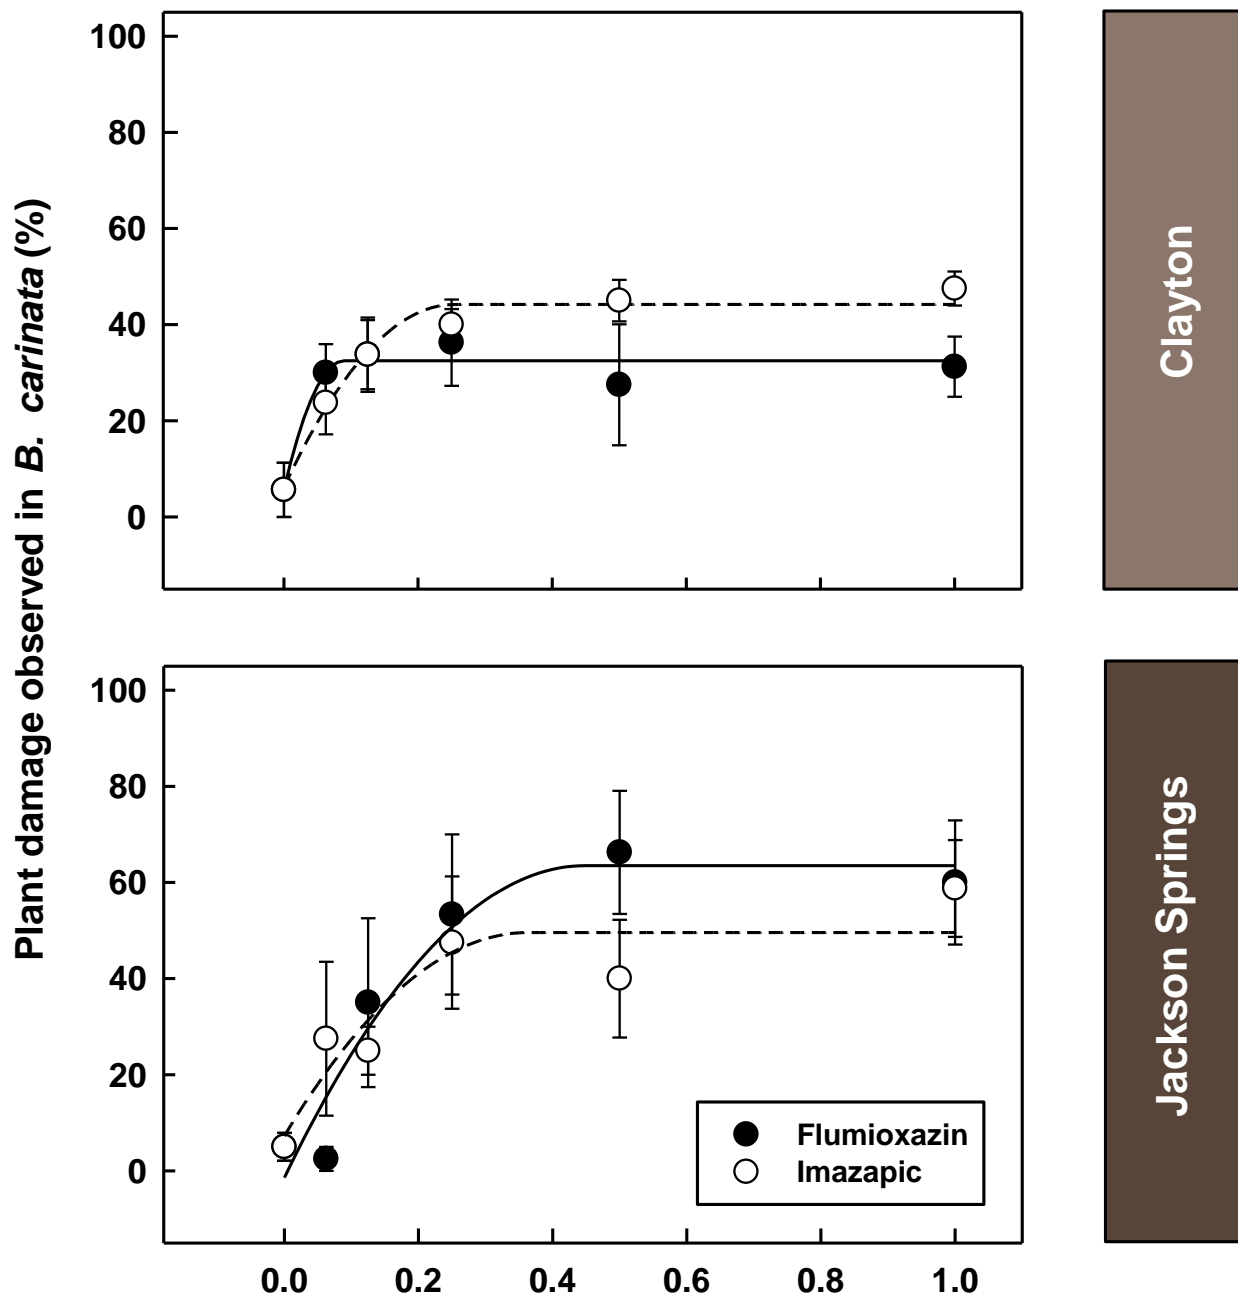 Plant damage observed in B. carinata (%)
100
80
60
40
20
0
Clayton
100
80
60
40
20
0
Flumioxazin
Imazapic
0.0 0.2 0.4 0.6 0.8 1.0
Jackson Springs